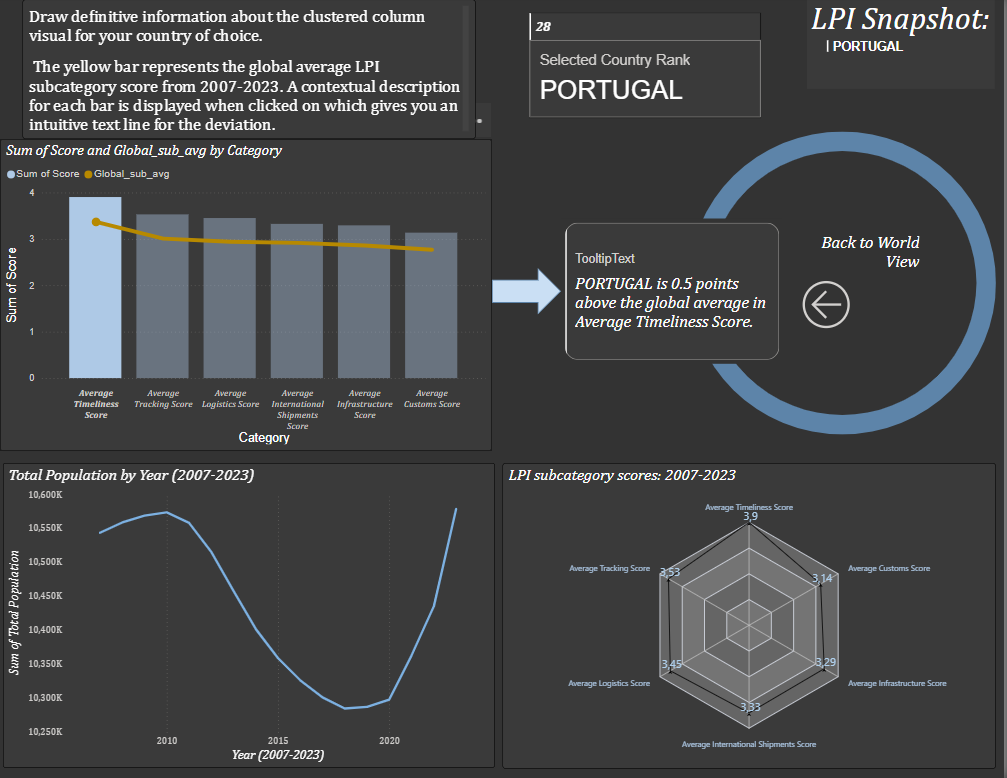 Draw definitive information about the clustered column
visual for your country of choice.
The yellow bar represents the global average LPI
subcategory score from 2007-2023. A contextual description
for each bar is displayed when clicked on which gives you an
intuitive text line for the deviation.
28
Selected Country Rank
PORTUGAL
LPI Snapshot:
| PORTUGAL
Sum of Score and Global_sub_avg by Category
Sum of Score Global_sub_avg
Sum of Score
4
3
2
1
0
Average Timeliness Score
Average Tracking Score
Average Logistics Score
Average International Shipments Score
Average Infrastructure Score
Average Customs Score
Category
TooltipText
PORTUGAL is 0.5 points
above the global average in
Average Timeliness Score.
Back to World
View
Total Population by Year (2007-2023)
Sum of Total Population
10,600K
10,550K
10,500K
10,450K
10,400K
10,350K
10,300K
10,250K
2010 2015 2020
Year (2007-2023)
LPI subcategory scores: 2007-2023
Average Timeliness Score
3,9
Average Tracking Score
3,53
Average Customs Score
3,14
Average Logistics Score
3,45
Average Infrastructure Score
3,29
3,33
Average International Shipments Score